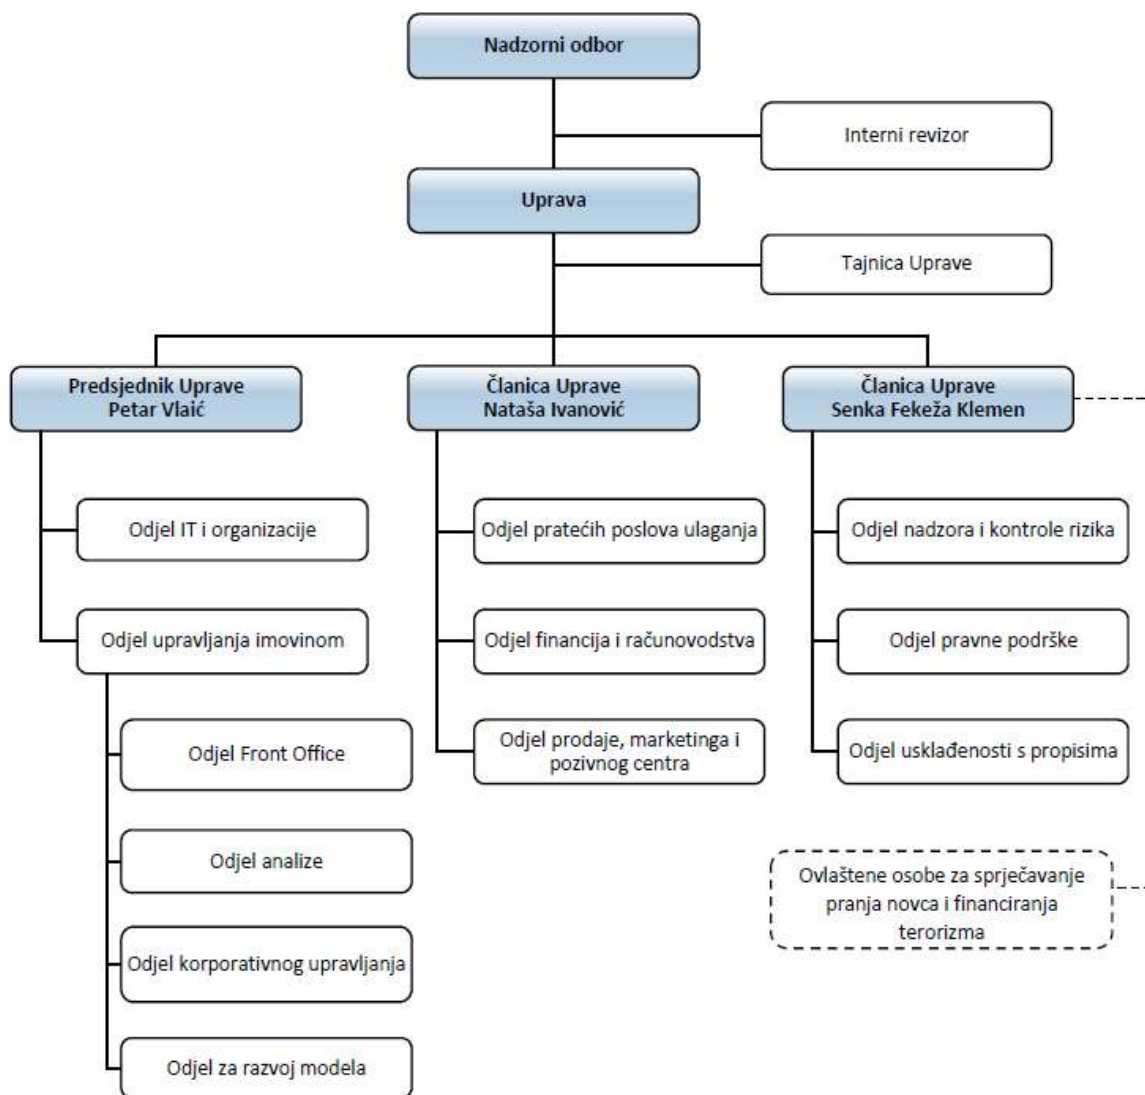 Nadzorni odbor
Interni revizor
Uprava
Tajnica Uprave
Predsjednik Uprave
Petar Vlaić
Članica Uprave
Nataša Ivanović
Članica Uprave
Senka Fekeža Klemen
Odjel IT i organizacije
Odjel upravljanja imovinom
Odjel Front Office
Odjel analize
Odjel korporativnog upravljanja
Odjel za razvoj modela
Odjel pratećih poslova ulaganja
Odjel financija i računovodstva
Odjel prodaje, marketinga i
pozivnog centra
Odjel nadzora i kontrole rizika
Odjel pravne podrške
Odjel usklađenosti s propisima
Ovlaštene osobe za sprječavanje
pranja novca i financiranja
terorizma